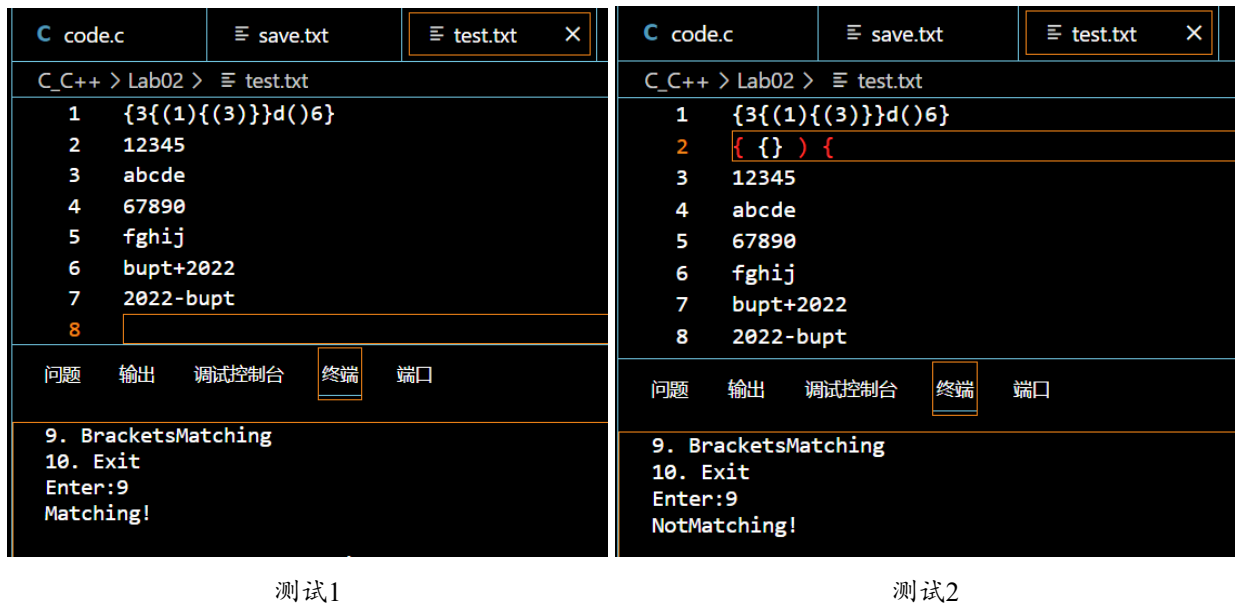 code.c save.txt test.txt ×
C_C++ > Lab02 > test.txt
1 {3{(1){(3)}}d()6}
2 12345
3 abcde
4 67890
5 fghij
6 bupt+2022
7 2022-bupt
8
问题 输出 调试控制台 终端 端口
9. BracketsMatching
10. Exit
Enter:9
Matching!
测试1
code.c save.txt test.txt ×
C_C++ > Lab02 > test.txt
1 {3{(1){(3)}}d()6}
2 { {} ) {
3 12345
4 abcde
5 67890
6 fghij
7 bupt+2022
8 2022-bupt
问题 输出 调试控制台 终端 端口
9. BracketsMatching
10. Exit
Enter:9
NotMatching!
测试2